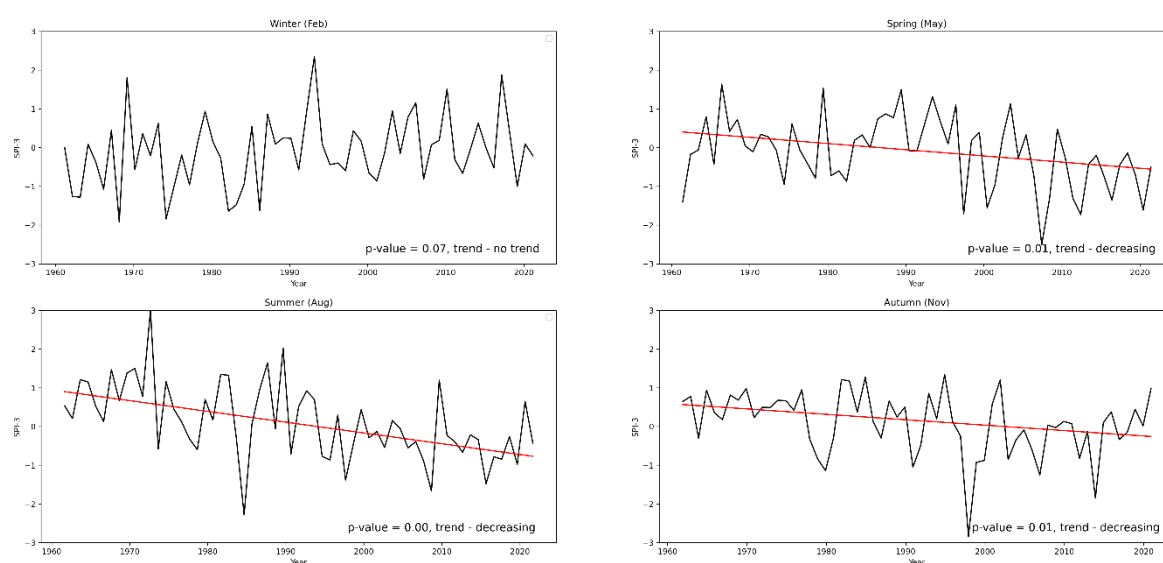 Winter (Feb)
3
2
1
0
−1
−2
−3
SPI-3
p-value = 0.07, trend - no trend
1960 1970 1980 1990 2000 2010 2020
Year
Spring (May)
3
2
1
0
−1
−2
−3
SPI-3
p-value = 0.01, trend - decreasing
1960 1970 1980 1990 2000 2010 2020
Year
Summer (Aug)
3
2
1
0
−1
−2
−3
SPI-3
p-value = 0.00, trend - decreasing
1960 1970 1980 1990 2000 2010 2020
Year
Autumn (Nov)
3
2
1
0
−1
−2
−3
SPI-3
p-value = 0.01, trend - decreasing
1960 1970 1980 1990 2000 2010 2020
Year